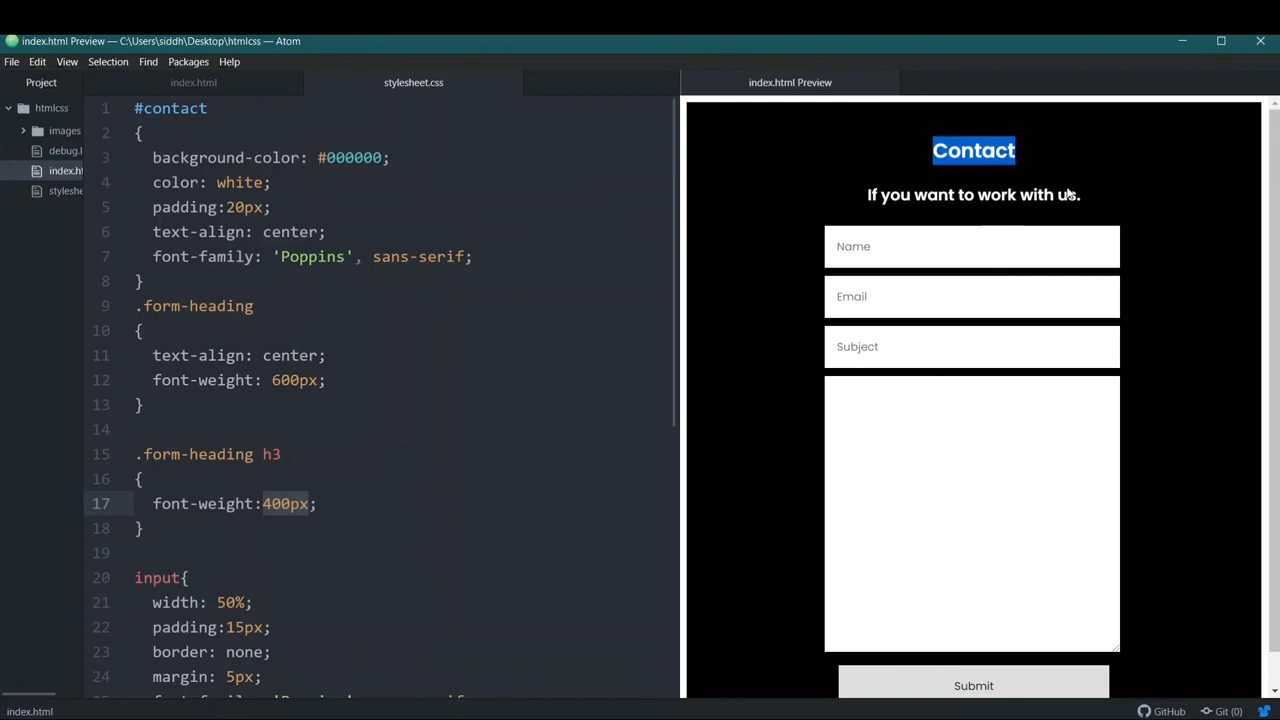 index.html Preview — C:\Users\siddh\Desktop\htmlcss — Atom
File Edit View Selection Find Packages Help
Project
index.html
stylesheet.css
index.html Preview
htmlcss
images
debug.l
index.ht
styleshe
1 #contact
2 {
3 background-color: #000000;
4 color: white;
5 padding:20px;
6 text-align: center;
7 font-family: 'Poppins', sans-serif;
8 }
9 .form-heading
10 {
11 text-align: center;
12 font-weight: 600px;
13 }
14
15 .form-heading h3
16 {
17 font-weight:400px;
18 }
19
20 input{
21 width: 50%;
22 padding:15px;
23 border: none;
24 margin: 5px;
Contact
If you want to work with us.
Name
Email
Subject
Submit
index.html
GitHub
Git (0)